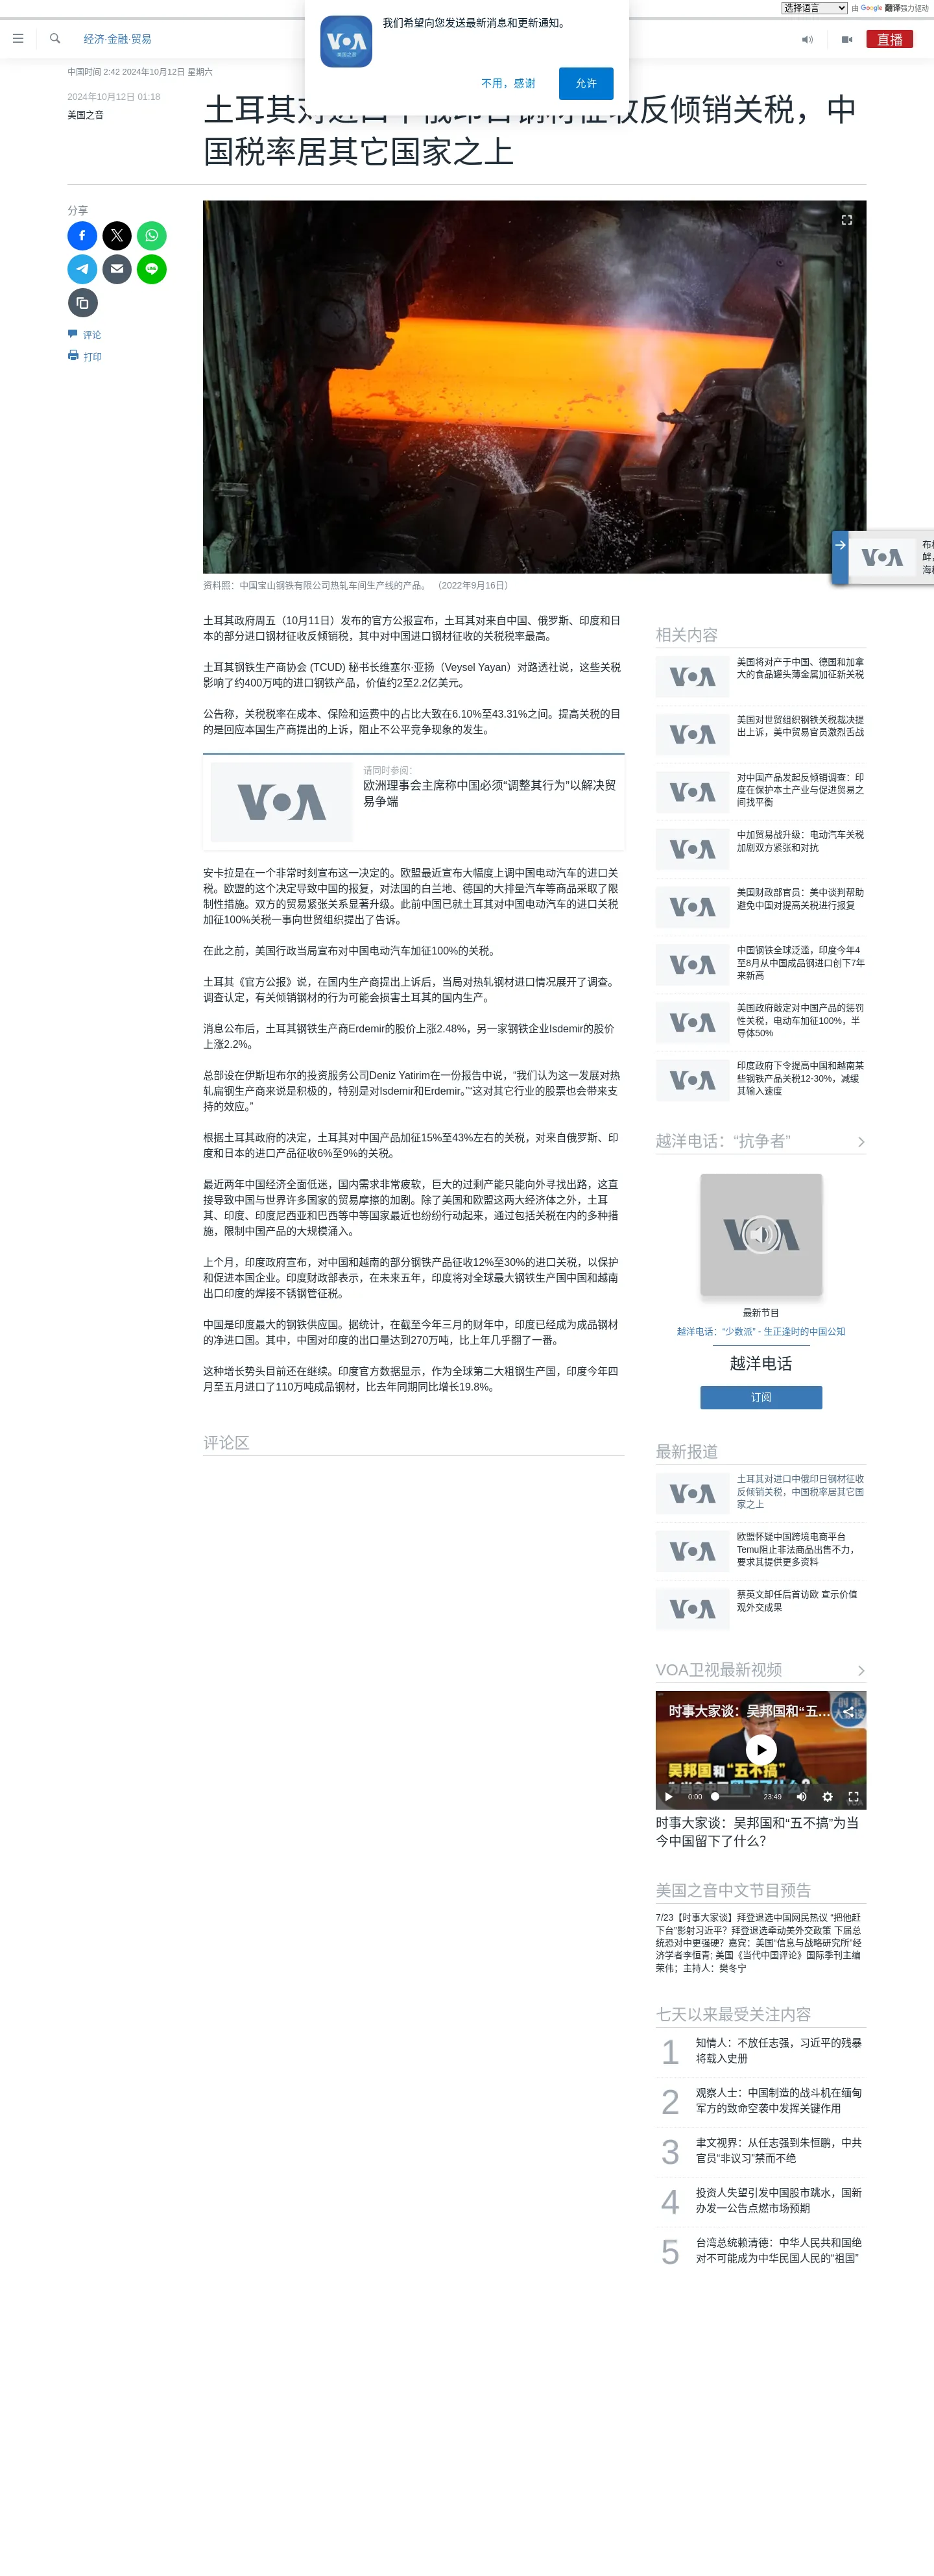 选择语言
由 Google 翻译强力驱动
我们希望向您发送最新消息和更新通知。
VOA
美国之音
不用，感谢
允许
经济·金融·贸易
直播
中国时间 2:42 2024年10月12日 星期六
2024年10月12日 01:18
美国之音
土耳其对进口中俄印日钢材征收反倾销关税，中
国税率居其它国家之上
分享
评论
打印
资料照：中国宝山钢铁有限公司热轧车间生产线的产品。 （2022年9月16日）
VOA
土耳其政府周五（10月11日）发布的官方公报宣布，土耳其对来自中国、俄罗斯、印度和日
本的部分进口钢材征收反倾销税，其中对中国进口钢材征收的关税税率最高。
土耳其钢铁生产商协会 (TCUD) 秘书长维塞尔·亚扬（Veysel Yayan）对路透社说，这些关税
影响了约400万吨的进口钢铁产品，价值约2至2.2亿美元。
公告称，关税税率在成本、保险和运费中的占比大致在6.10%至43.31%之间。提高关税的目
的是回应本国生产商提出的上诉，阻止不公平竞争现象的发生。
VOA
请同时参阅:
欧洲理事会主席称中国必须“调整其行为”以解决贸
易争端
安卡拉是在一个非常时刻宣布这一决定的。欧盟最近宣布大幅度上调中国电动汽车的进口关
税。欧盟的这个决定导致中国的报复，对法国的白兰地、德国的大排量汽车等商品采取了限
制性措施。双方的贸易紧张关系显著升级。此前中国已就土耳其对中国电动汽车的进口关税
加征100%关税一事向世贸组织提出了告诉。
在此之前，美国行政当局宣布对中国电动汽车加征100%的关税。
土耳其《官方公报》说，在国内生产商提出上诉后，当局对热轧钢材进口情况展开了调查。
调查认定，有关倾销钢材的行为可能会损害土耳其的国内生产。
消息公布后，土耳其钢铁生产商Erdemir的股价上涨2.48%，另一家钢铁企业Isdemir的股价
上涨2.2%。
总部设在伊斯坦布尔的投资服务公司Deniz Yatirim在一份报告中说，“我们认为这一发展对热
轧扁钢生产商来说是积极的，特别是对Isdemir和Erdemir。”“这对其它行业的股票也会带来支
持的效应。”
根据土耳其政府的决定，土耳其对中国产品加征15%至43%左右的关税，对来自俄罗斯、印
度和日本的进口产品征收6%至9%的关税。
最近两年中国经济全面低迷，国内需求非常疲软，巨大的过剩产能只能向外寻找出路，这直
接导致中国与世界许多国家的贸易摩擦的加剧。除了美国和欧盟这两大经济体之外，土耳
其、印度、印度尼西亚和巴西等中等国家最近也纷纷行动起来，通过包括关税在内的多种措
施，限制中国产品的大规模涌入。
上个月，印度政府宣布，对中国和越南的部分钢铁产品征收12%至30%的进口关税，以保护
和促进本国企业。印度财政部表示，在未来五年，印度将对全球最大钢铁生产国中国和越南
出口印度的焊接不锈钢管征税。
中国是印度最大的钢铁供应国。据统计，在截至今年三月的财年中，印度已经成为成品钢材
的净进口国。其中，中国对印度的出口量达到270万吨，比上年几乎翻了一番。
这种增长势头目前还在继续。印度官方数据显示，作为全球第二大粗钢生产国，印度今年四
月至五月进口了110万吨成品钢材，比去年同期同比增长19.8%。
评论区
相关内容
VOA
美国将对产于中国、德国和加拿
大的食品罐头薄金属加征新关税
VOA
美国对世贸组织钢铁关税裁决提
出上诉，美中贸易官员激烈舌战
VOA
对中国产品发起反倾销调查：印
度在保护本土产业与促进贸易之
间找平衡
VOA
中加贸易战升级：电动汽车关税
加剧双方紧张和对抗
VOA
美国财政部官员：美中谈判帮助
避免中国对提高关税进行报复
VOA
中国钢铁全球泛滥，印度今年4
至8月从中国成品钢进口创下7年
来新高
VOA
美国政府敲定对中国产品的惩罚
性关税，电动车加征100%，半
导体50%
VOA
印度政府下令提高中国和越南某
些钢铁产品关税12-30%，减缓
其输入速度
越洋电话：“抗争者”
VOA
最新节目
越洋电话：“少数派” - 生正逢时的中国公知
越洋电话
订阅
最新报道
VOA
土耳其对进口中俄印日钢材征收
反倾销关税，中国税率居其它国
家之上
VOA
欧盟怀疑中国跨境电商平台
Temu阻止非法商品出售不力，
要求其提供更多资料
VOA
蔡英文卸任后首访欧 宣示价值
观外交成果
VOA卫视最新视频
时事大家谈：吴邦国和“五...
时事
大家谈
吴邦国和“五不搞”
为当今中国留下了什么?
0:00
23:49
时事大家谈：吴邦国和“五不搞”为当
今中国留下了什么？
美国之音中文节目预告
7/23【时事大家谈】拜登退选中国网民热议 “把他赶
下台”影射习近平？拜登退选牵动美外交政策 下届总
统恐对中更强硬？嘉宾：美国“信息与战略研究所”经
济学者李恒青; 美国《当代中国评论》国际季刊主编
荣伟；主持人：樊冬宁
七天以来最受关注内容
1
知情人：不放任志强，习近平的残暴
将载入史册
2
观察人士：中国制造的战斗机在缅甸
军方的致命空袭中发挥关键作用
3
聿文视界：从任志强到朱恒鹏，中共
官员“非议习”禁而不绝
4
投资人失望引发中国股市跳水，国新
办发一公告点燃市场预期
5
台湾总统赖清德：中华人民共和国绝
对不可能成为中华民国人民的“祖国”